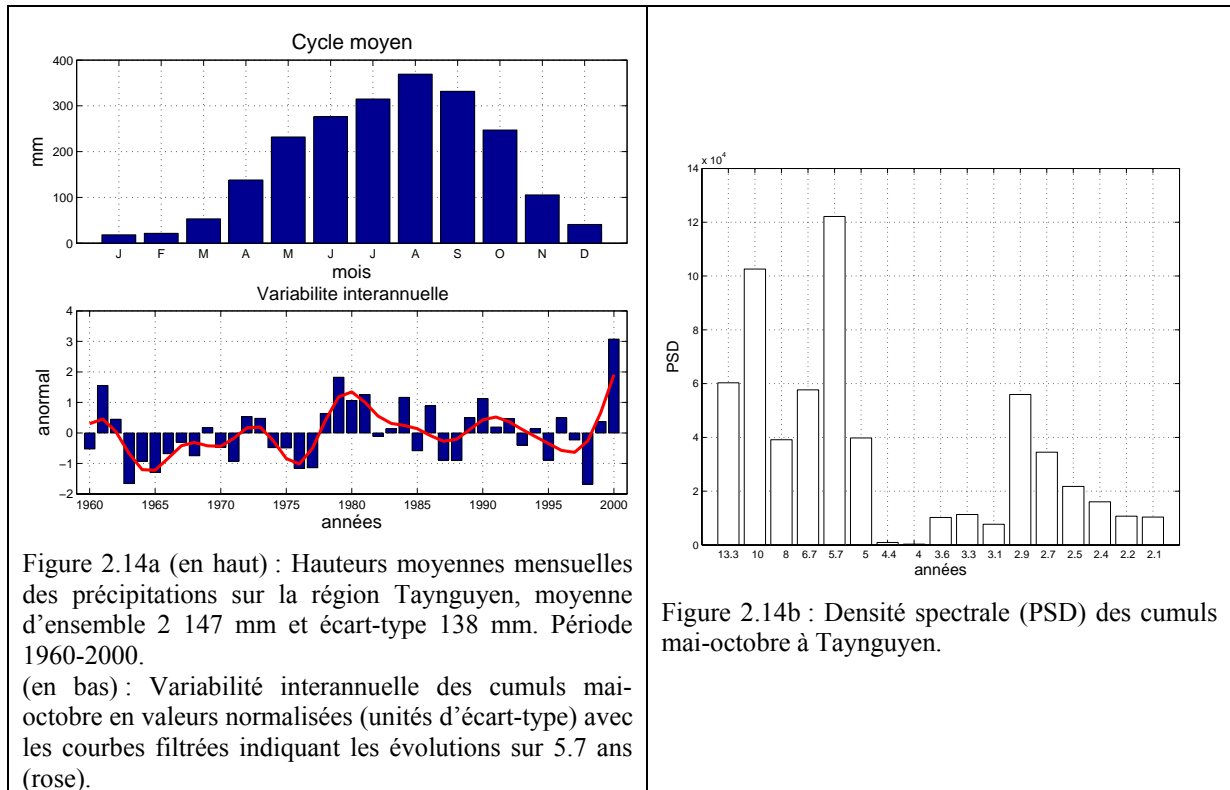 Cycle moyen
400
300
200
100
0
mm
J F M A M J J A S O N D
mois
Variabilite interannuelle
4
3
2
1
0
−1
−2
anormal
1960 1965 1970 1975 1980 1985 1990 1995 2000
années
Figure 2.14a (en haut) : Hauteurs moyennes mensuelles
des précipitations sur la région Taynguyen, moyenne
d’ensemble 2 147 mm et écart-type 138 mm. Période
1960-2000.
(en bas) : Variabilité interannuelle des cumuls mai-
octobre en valeurs normalisées (unités d’écart-type) avec
les courbes filtrées indiquant les évolutions sur 5.7 ans
(rose).
x 10⁴
14
12
10
8
6
4
2
0
PSD
13.3 10 8 6.7 5.7 5 4.4 4 3.6 3.3 3.1 2.9 2.7 2.5 2.4 2.2 2.1
années
Figure 2.14b : Densité spectrale (PSD) des cumuls
mai-octobre à Taynguyen.